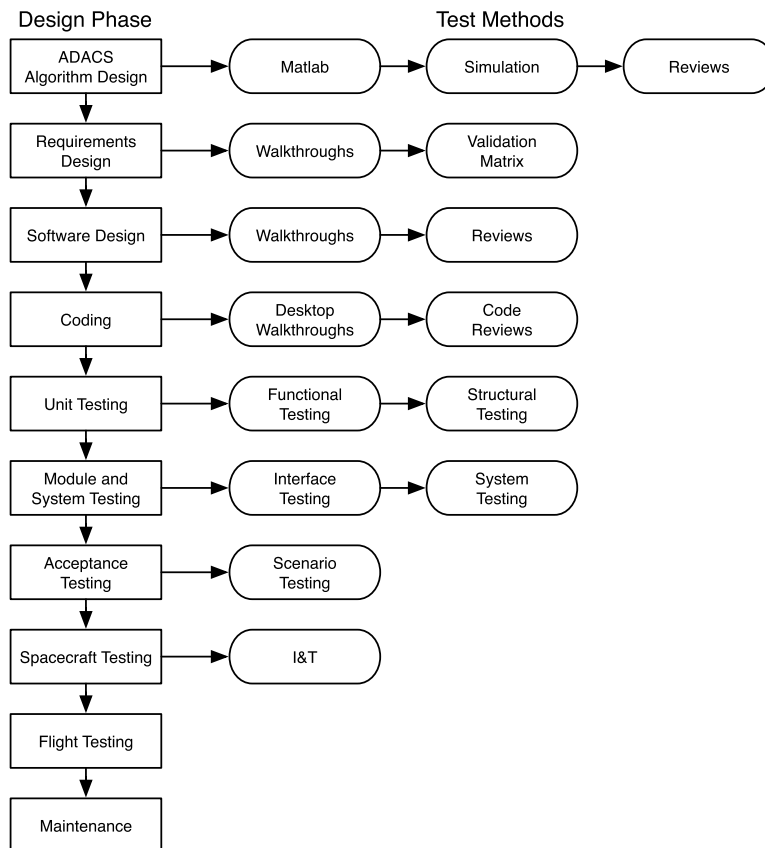 Design Phase
Test Methods
ADACS
Algorithm Design
Matlab
Simulation
Reviews
Requirements
Design
Walkthroughs
Validation
Matrix
Software Design
Walkthroughs
Reviews
Coding
Desktop
Walkthroughs
Code
Reviews
Unit Testing
Functional
Testing
Structural
Testing
Module and
System Testing
Interface
Testing
System
Testing
Acceptance
Testing
Scenario
Testing
Spacecraft Testing
I&T
Flight Testing
Maintenance